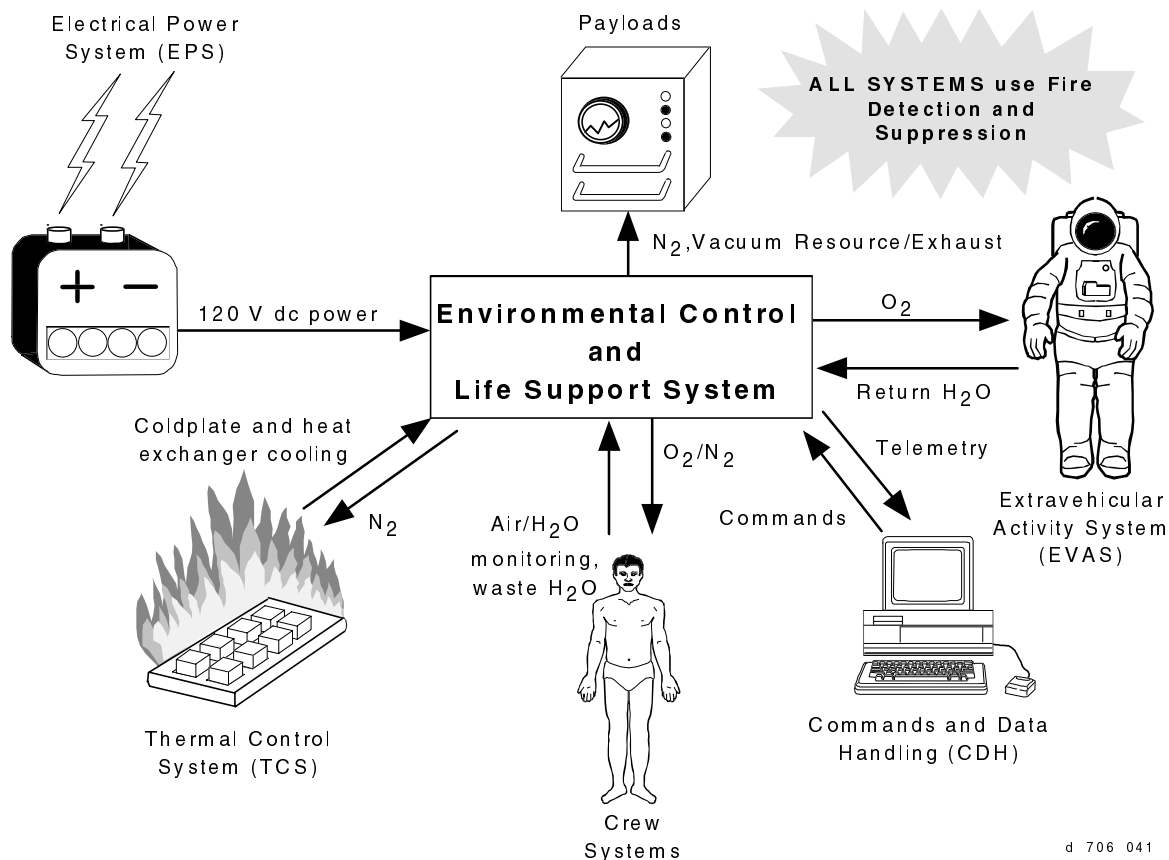 Electrical Power
System (EPS)
Payloads
ALL SYSTEMS use Fire
Detection and
Suppression
N2,Vacuum Resource/Exhaust
120 V dc power
Environmental Control
and
Life Support System
O2
Return H2O
Coldplate and heat
exchanger cooling
N2
Air/H2O
monitoring,
waste H2O
O2/N2
Telemetry
Commands
Extravehicular
Activity System
(EVAS)
Thermal Control
System (TCS)
Crew
Systems
Commands and Data
Handling (CDH)
d 706 041